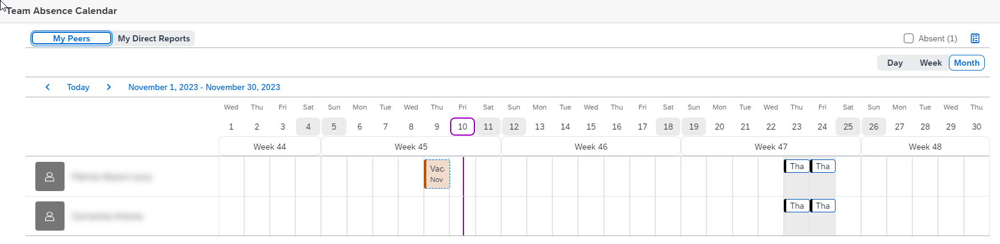 Team Absence Calendar
My Peers My Direct Reports Absent (1)
Day Week Month
Today November 1, 2023 - November 30, 2023
Wed Thu Fri Sat Sun Mon Tue Wed Thu Fri Sat Sun Mon Tue Wed Thu Fri Sat Sun Mon Tue Wed Thu Fri Sat Sun Mon Tue Wed Thu
1 2 3 4 5 6 7 8 9 10 11 12 13 14 15 16 17 18 19 20 21 22 23 24 25 26 27 28 29 30
Week 44 Week 45 Week 46 Week 47 Week 48
Vac Tha Tha
Nov
Tha Tha